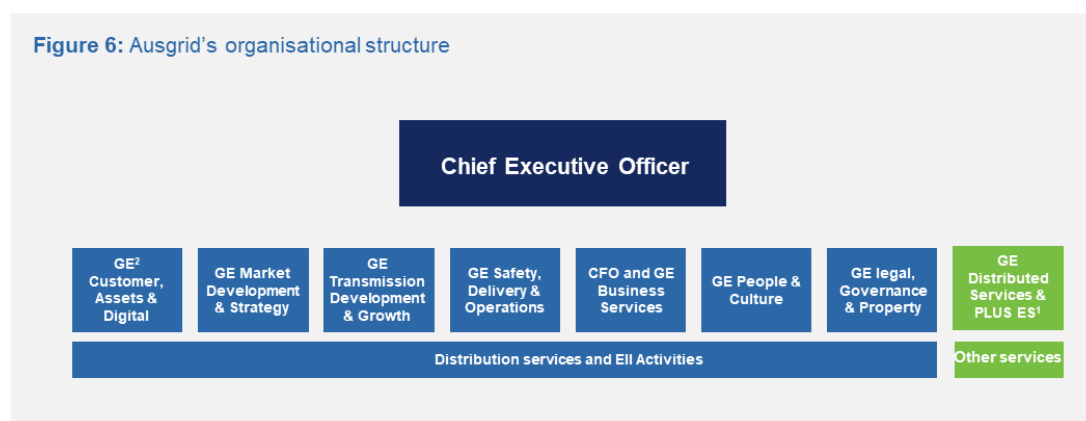 Figure 6: Ausgrid's organisational structure
Chief Executive Officer
GE²
Customer,
Assets &
Digital
GE Market
Development
& Strategy
GE
Transmission
Development
& Growth
GE Safety,
Delivery &
Operations
CFO and GE
Business
Services
GE People &
Culture
GE legal,
Governance
& Property
GE
Distributed
Services &
PLUS ES¹
Distribution services and EII Activities
Other services